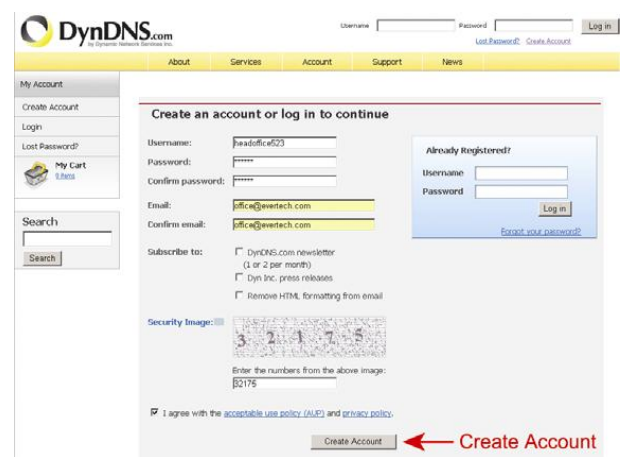 DynDNS.com
by Dynamic Network Services Inc.
Username
Password
Log in
Lost Password? Create Account
About Services Account Support News
My Account
Create Account
Login
Lost Password?
My Cart
0 items
Search
Search
Create an account or log in to continue
Username: headoffice523
Password: ******
Confirm password: ******
Email: office@evertech.com
Confirm email: office@evertech.com
Subscribe to:
DynDNS.com newsletter
(1 or 2 per month)
Dyn Inc. press releases
Remove HTML formatting from email
Security Image:
3 2 1 7 5
Enter the numbers from the above image:
32175
I agree with the acceptable use policy (AUP) and privacy policy.
Create Account
Create Account
Already Registered?
Username
Password
Log in
Forgot your password?